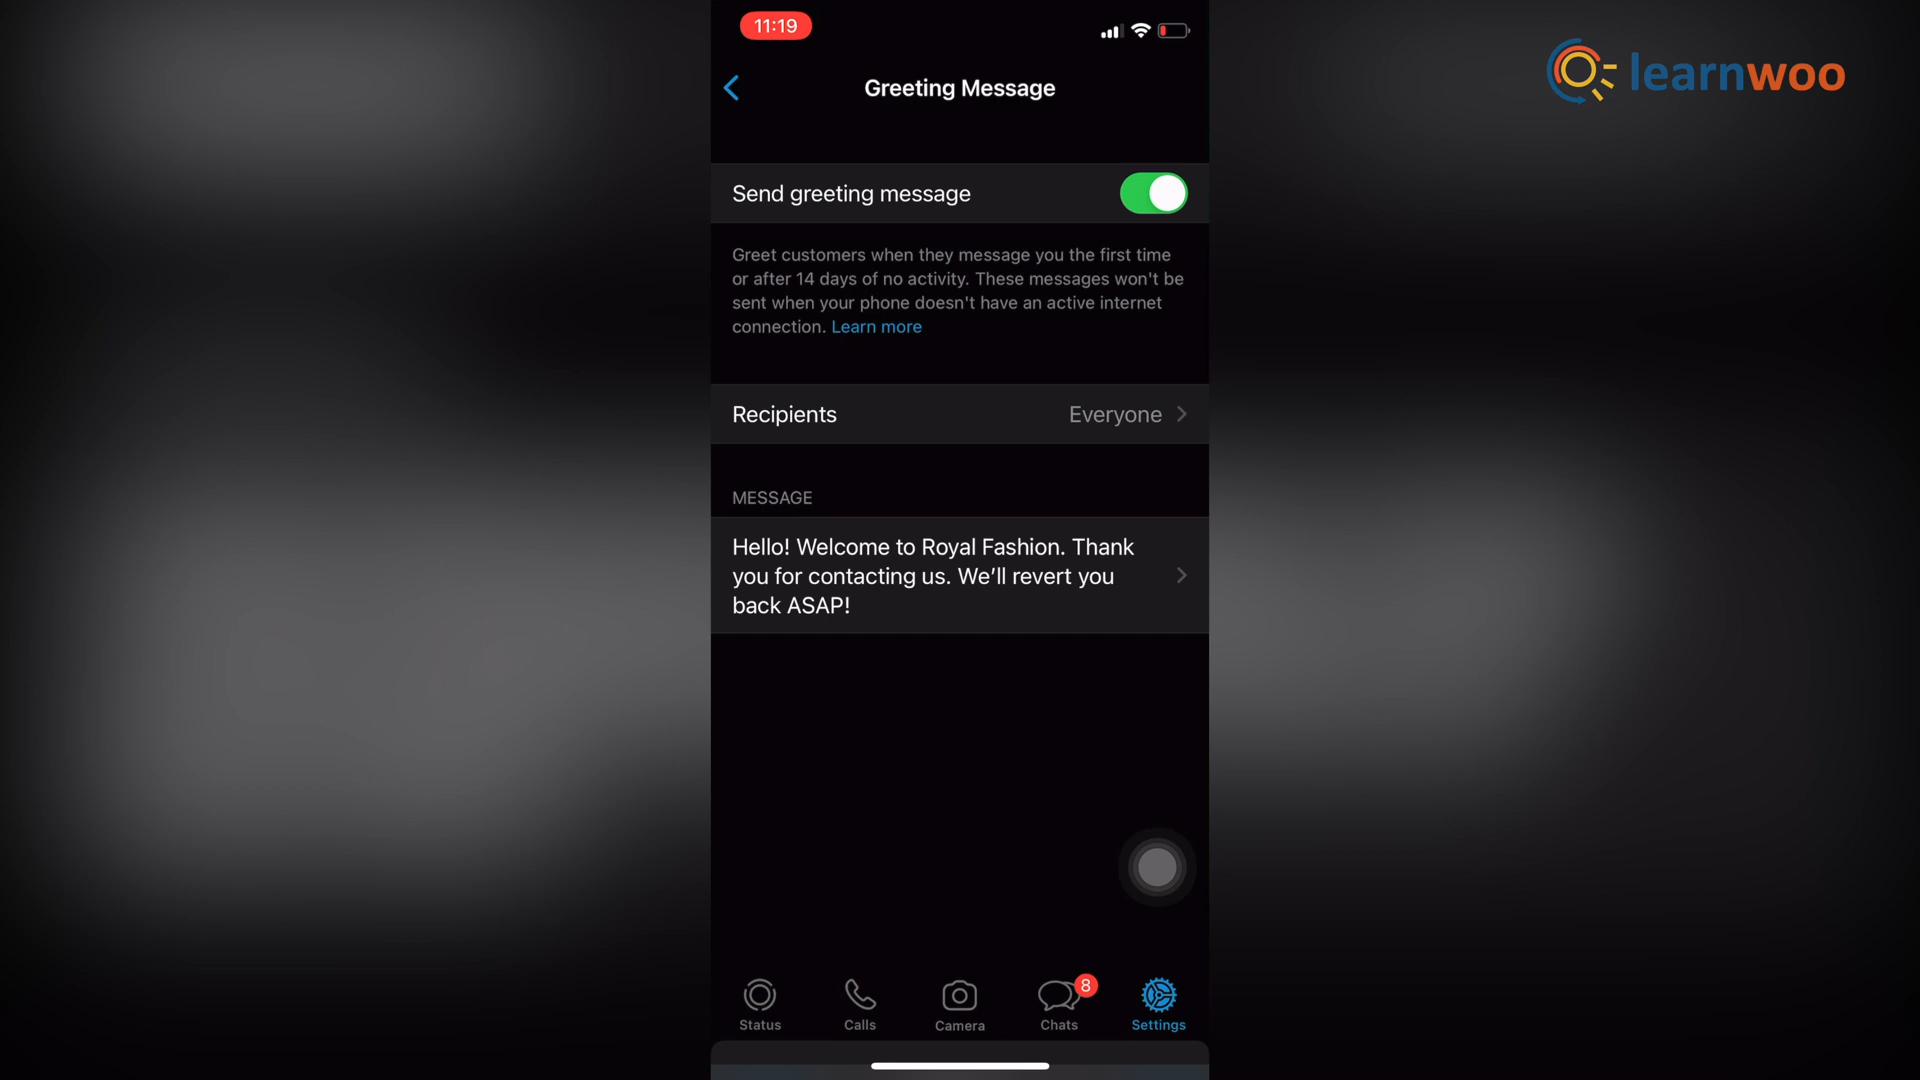 11:19
learnwoo
Greeting Message
Send greeting message
Greet customers when they message you the first time
or after 14 days of no activity. These messages won't be
sent when your phone doesn't have an active internet
connection. Learn more
Recipients
Everyone
MESSAGE
Hello! Welcome to Royal Fashion. Thank
you for contacting us. We’ll revert you
back ASAP!
8
Status
Calls
Camera
Chats
Settings